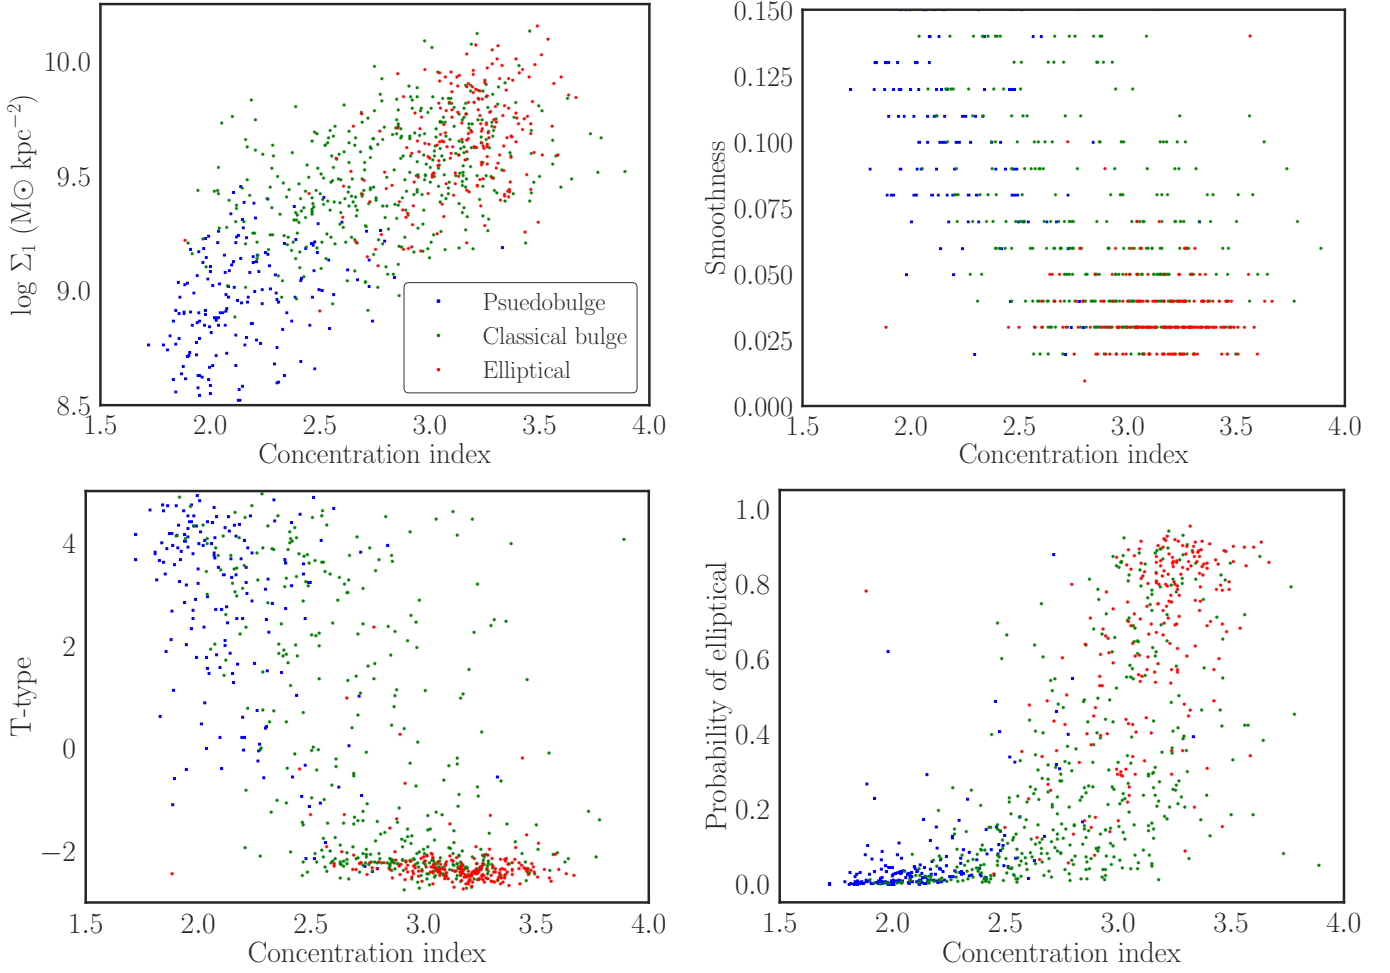 log Σ₁ (M⊙ kpc⁻²)
10.0
9.5
9.0
8.5
1.5 2.0 2.5 3.0 3.5 4.0
Concentration index
Psuedobulge
Classical bulge
Elliptical
Smoothness
0.150
0.125
0.100
0.075
0.050
0.025
0.000
1.5 2.0 2.5 3.0 3.5 4.0
Concentration index
T-type
4
2
0
−2
1.5 2.0 2.5 3.0 3.5 4.0
Concentration index
Probability of elliptical
1.0
0.8
0.6
0.4
0.2
0.0
1.5 2.0 2.5 3.0 3.5 4.0
Concentration index